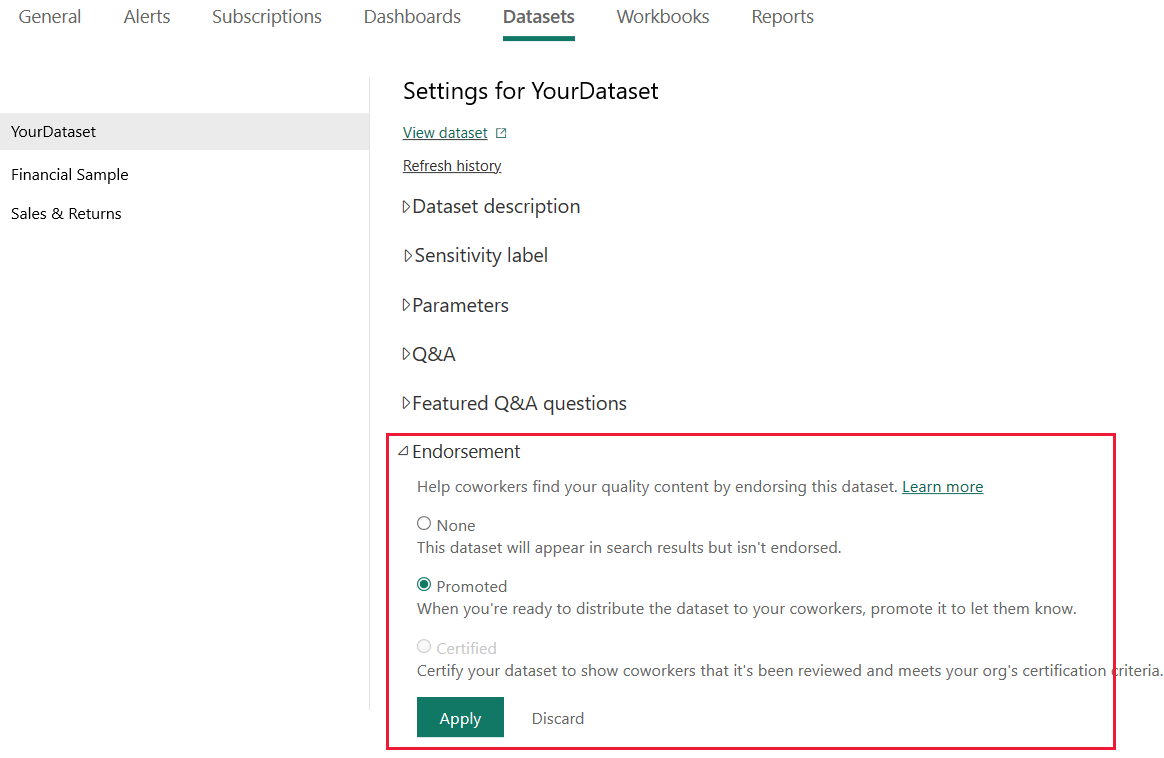 General Alerts Subscriptions Dashboards Datasets Workbooks Reports
YourDataset
Financial Sample
Sales & Returns
Settings for YourDataset
View dataset
Refresh history
Dataset description
Sensitivity label
Parameters
Q&A
Featured Q&A questions
Endorsement
Help coworkers find your quality content by endorsing this dataset. Learn more
None
This dataset will appear in search results but isn't endorsed.
Promoted
When you're ready to distribute the dataset to your coworkers, promote it to let them know.
Certified
Certify your dataset to show coworkers that it's been reviewed and meets your org's certification criteria.
Apply Discard